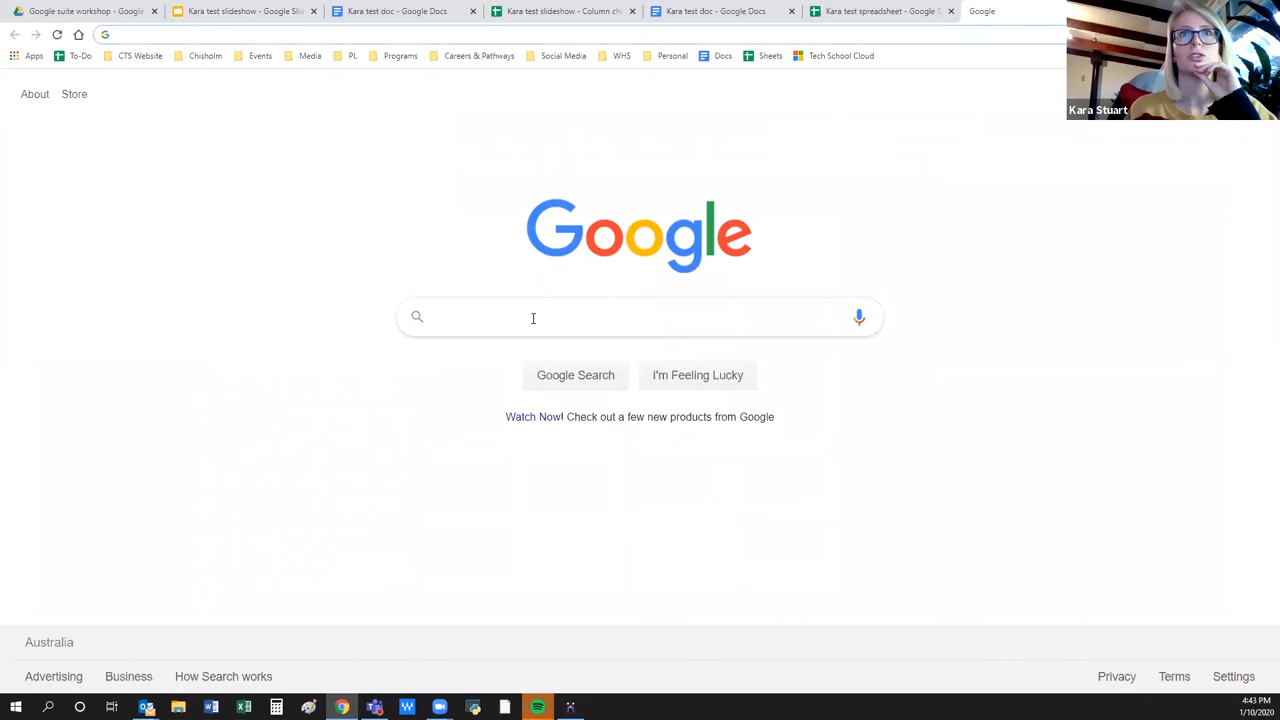 Google suite workshop - Google
Kara test slideshow - Google Slid
Kara test doc - Google Docs
Kara test slideshow - Column cha
Kara test doc - Google Docs
Kara test spreadsheet - Google S
Google
G
Apps
To-Do
CTS Website
Chisholm
Events
Media
PL
Programs
Careers & Pathways
Social Media
WHS
Personal
Docs
Sheets
Tech School Cloud
Kara Stuart
About
Store
Google
Google Search
I'm Feeling Lucky
Watch Now! Check out a few new products from Google
Australia
Advertising
Business
How Search works
Privacy
Terms
Settings
4:43 PM
1/10/2020